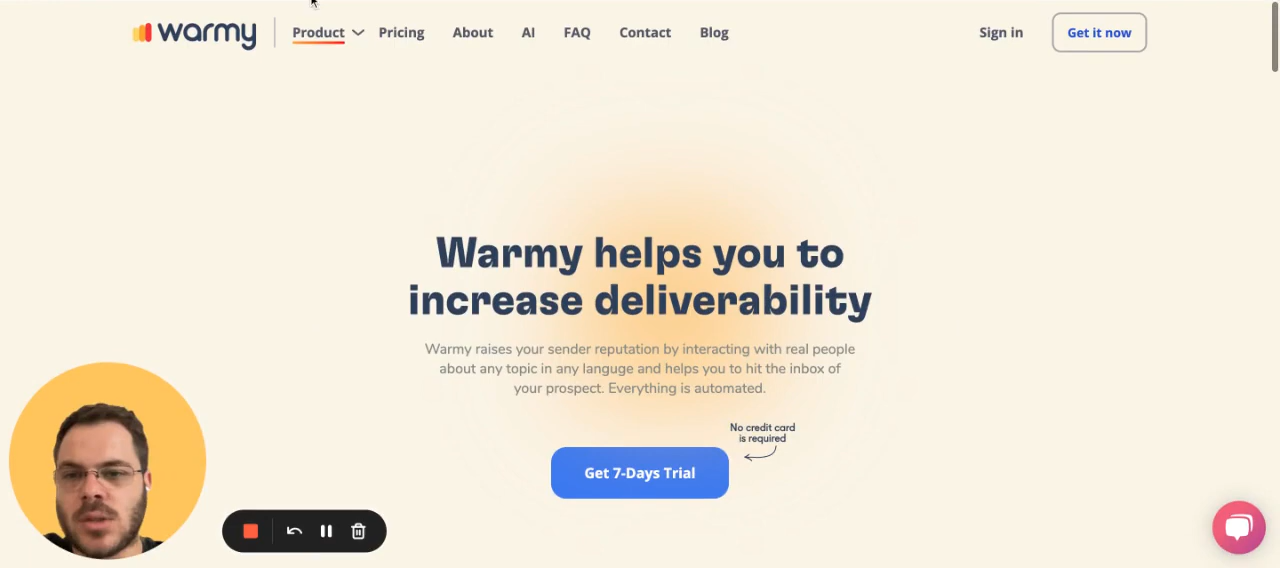 warmy
Product Pricing About AI FAQ Contact Blog Sign in Get it now
Warmy helps you to
increase deliverability
Warmy raises your sender reputation by interacting with real people
about any topic in any languge and helps you to hit the inbox of
your prospect. Everything is automated.
No credit card
is required
Get 7-Days Trial